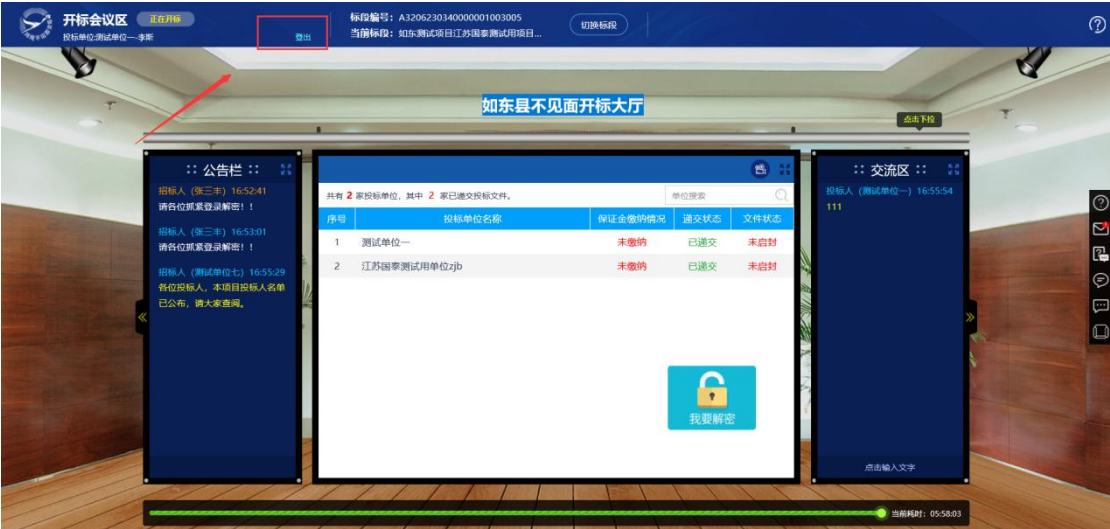 开标会议区 正在开标
投标单位:测试单位一-李斯
登出
标段编号：A3206230340000001003005
当前标段：如东测试项目江苏国泰测试用项目...
切换标段
如东县不见面开标大厅
点击下拉
公告栏
招标人（张三丰）16:52:41
请各位抓紧登录解密！！
招标人（张三丰）16:53:01
请各位抓紧登录解密！！
招标人（测试单位七）16:55:29
各位投标人，本项目投标人名单
已公布，请大家查阅。
共有 2 家投标单位，其中 2 家已递交投标文件。
单位搜索
序号 投标单位名称 保证金缴纳情况 递交状态 文件状态
1 测试单位一 未缴纳 已递交 未启封
2 江苏国泰测试用单位zjb 未缴纳 已递交 未启封
我要解密
交流区
投标人（测试单位一）16:55:54
111
点击输入文字
当前耗时：05:58:03